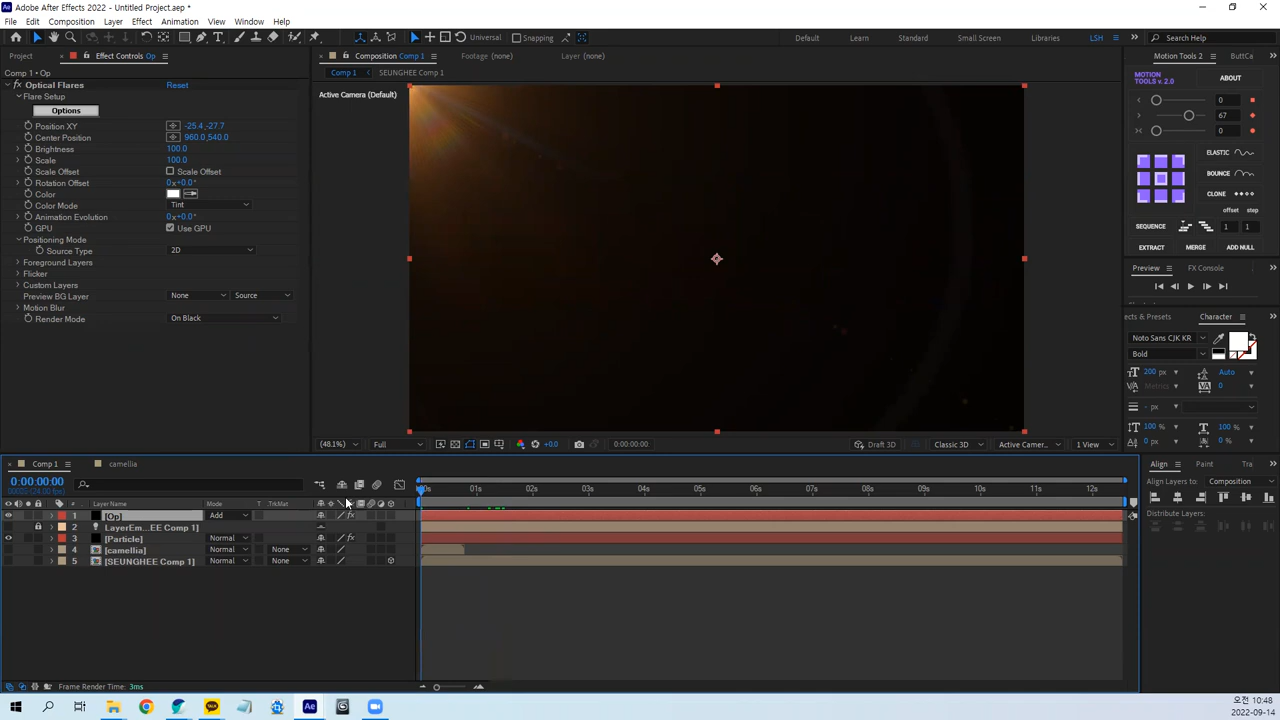 Adobe After Effects 2022 - Untitled Project.aep *
File Edit Composition Layer Effect Animation View Window Help
Universal Snapping Default Learn Standard Small Screen Libraries LSH Search Help
Project Effect Controls Op Composition Comp 1 Footage (none) Layer (none) Motion Tools 2 ButtCa
Comp 1 • Op Comp 1 SEUNGHEE Comp 1
Optical Flares Reset
Flare Setup
Options
Position XY -25.4,-27.7
Center Position 960.0,540.0
Brightness 100.0
Scale 100.0
Scale Offset Scale Offset
Rotation Offset 0x+0.0°
Color
Color Mode Tint
Animation Evolution 0x+0.0°
GPU Use GPU
Positioning Mode
Source Type 2D
Foreground Layers
Flicker
Custom Layers
Preview BG Layer None Source
Motion Blur
Render Mode On Black
Active Camera (Default)
(48.1%) Full +0.0 0:00:00:00 Draft 3D Classic 3D Active Camer... 1 View
MOTION TOOLS v 2.0 ABOUT
0
67
0
ELASTIC
BOUNCE
CLONE
offset step
SEQUENCE 1 1
EXTRACT MERGE ADD NULL
Preview FX Console
ects & Presets Character
Noto Sans CJK KR
Bold
200 px Auto
Metrics 0
- px
100 % 100 %
0 px 0 %
Comp 1 camellia
0:00:00:00
# Layer Name Mode T .TrkMat
00s 01s 02s 03s 04s 05s 06s 07s 08s 09s 10s 11s 12s
1 [Op] Add
2 LayerEm...EE Comp 1]
3 [Particle] Normal
4 [camellia] Normal None
5 [SEUNGHEE Comp 1] Normal None
Frame Render Time: 3ms
Align Paint Tra
Align Layers to: Composition
Distribute Layers:
TALK Ae
오전 10:48
2022-09-14